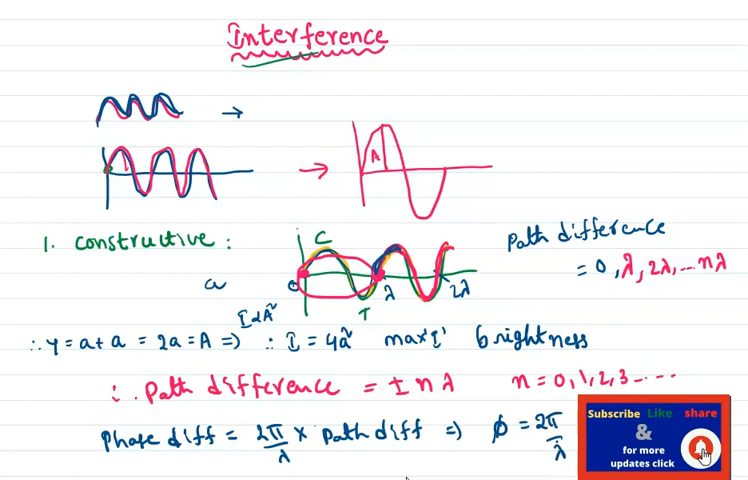 Interference
A
1. constructive :
C
Path difference
= 0, λ, 2λ, ... nλ
a
0
λ
2λ
T
I α A²
∴ y = a + a = 2a = A ⇒ ∴ I = 4a² max 'I' brightness
∴ Path difference = ± n λ n = 0, 1, 2, 3 - ...
Phase diff = 2π/λ × Path diff ⇒ φ = 2π/λ
Subscribe Like share
&
for more
updates click